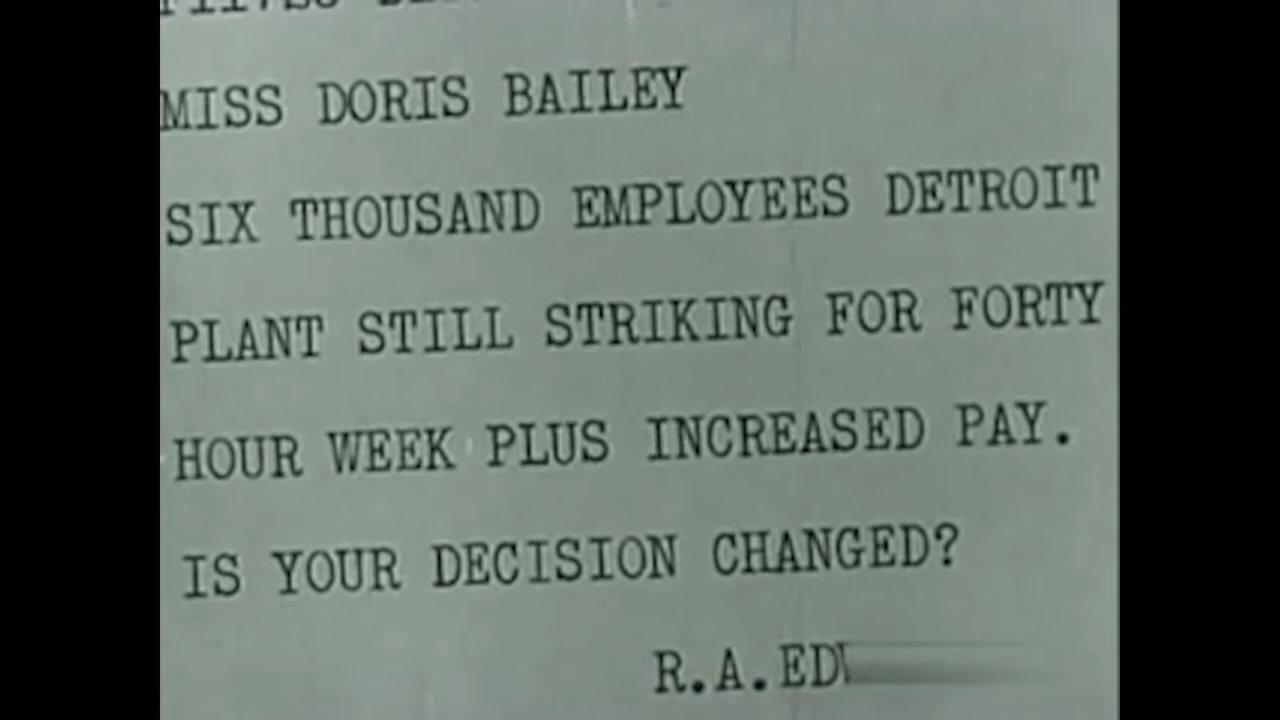 MISS DORIS BAILEY
SIX THOUSAND EMPLOYEES DETROIT
PLANT STILL STRIKING FOR FORTY
HOUR WEEK PLUS INCREASED PAY.
IS YOUR DECISION CHANGED?
R.A.ED